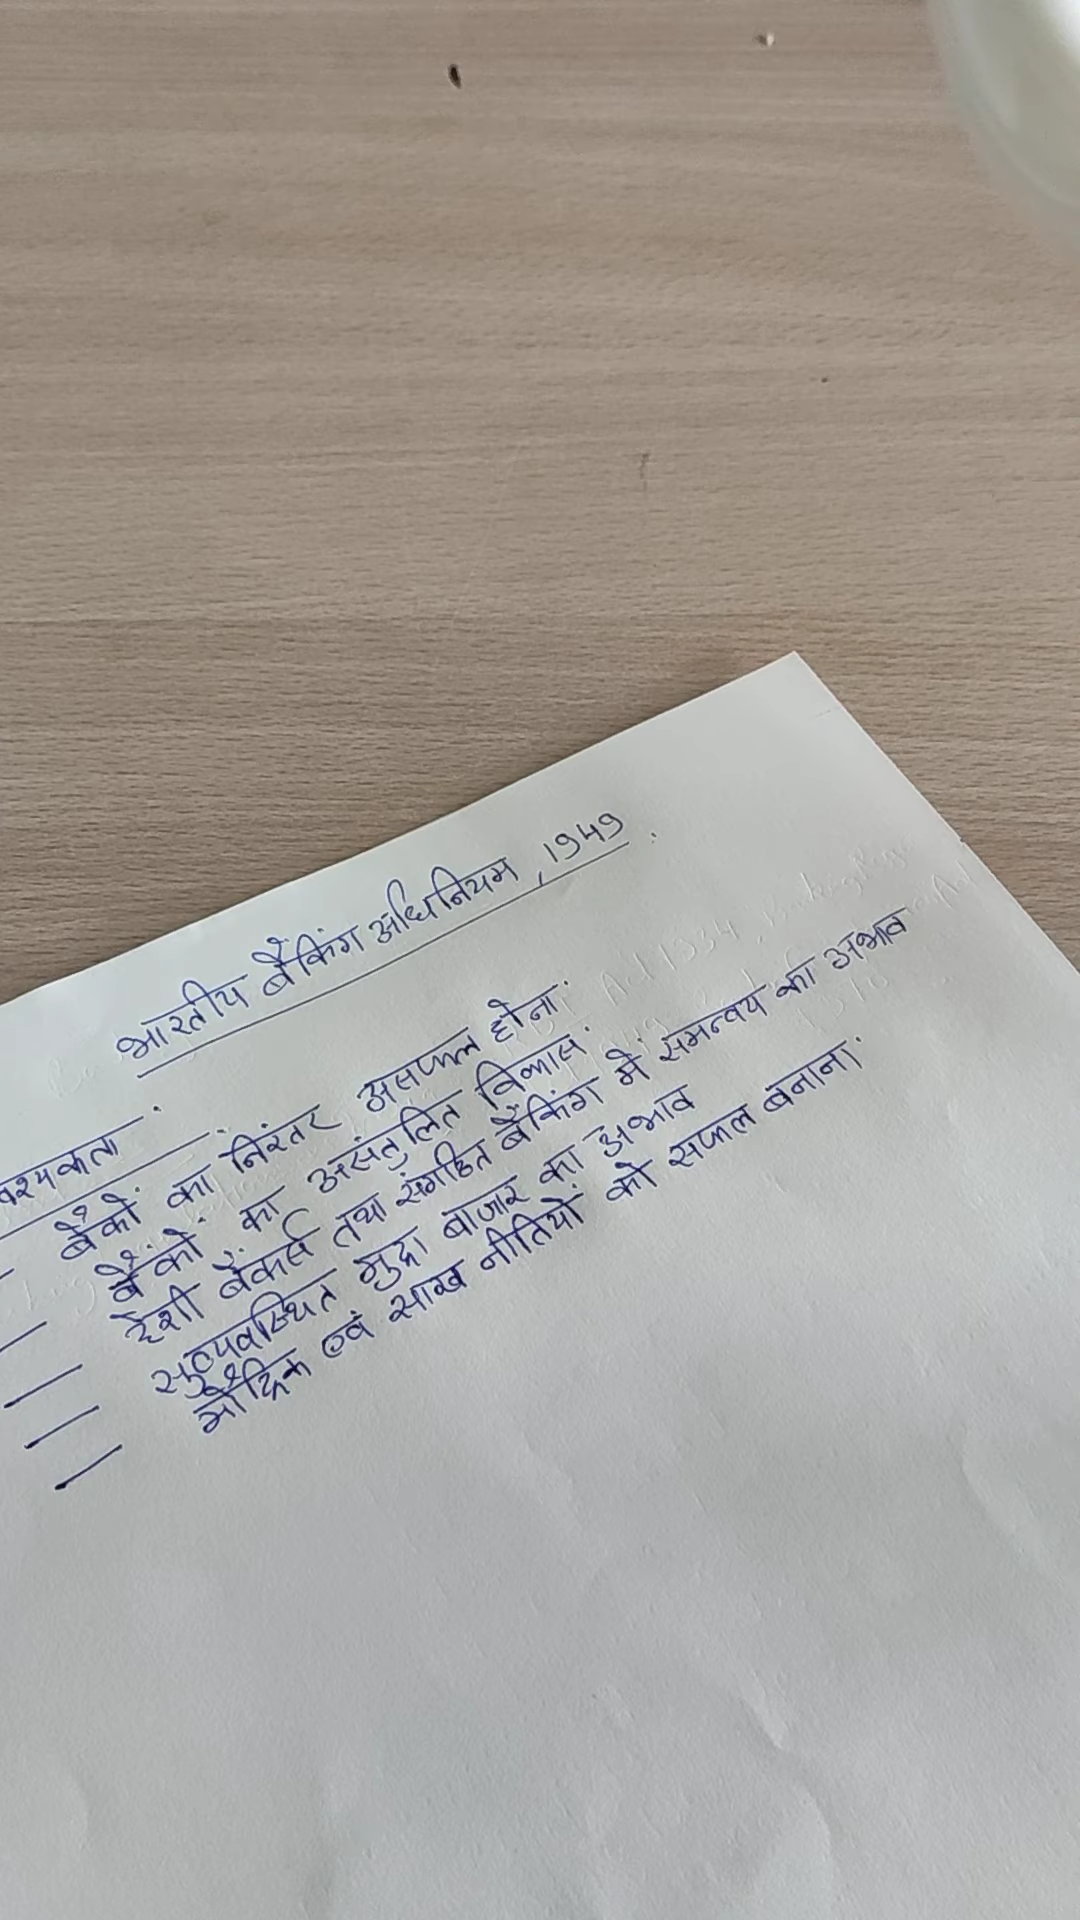 भारतीय बैंकिंग अधिनियम, 1949.
वश्यकता :
— बैंकों का निरंतर असफल होना.
— बैंकों का असंतुलित विकास.
— देशी बैंकर्स तथा संगठित बैंकिंग में समन्वय का अभाव
— सुव्यवस्थित मुद्रा बाजार का अभाव
— मौद्रिक एवं साख नीतियों को सफल बनाना.